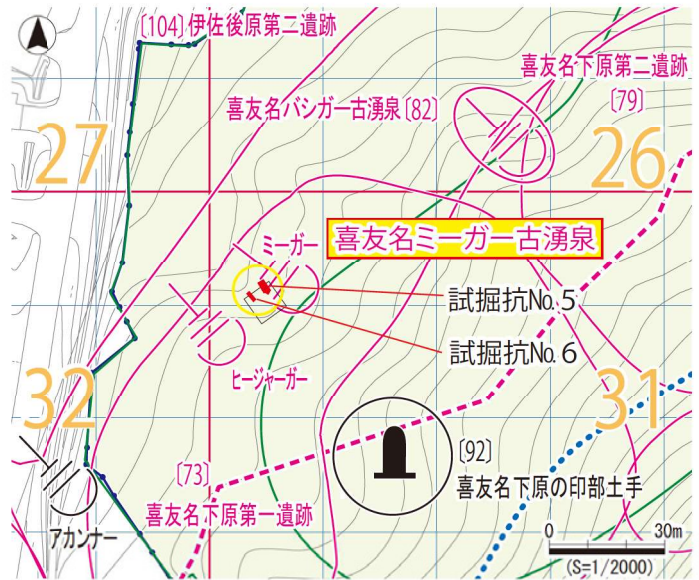 〔104〕伊佐後原第二遺跡
喜友名下原第二遺跡
〔79〕
喜友名バシガー古湧泉〔82〕
27
26
ミーガー
喜友名ミーガー古湧泉
試掘抗№5
試掘抗№6
ヒージャーガー
32
31
〔92〕
喜友名下原の印部土手
〔73〕
喜友名下原第一遺跡
アカンナー
0 30m
(S=1/2000)